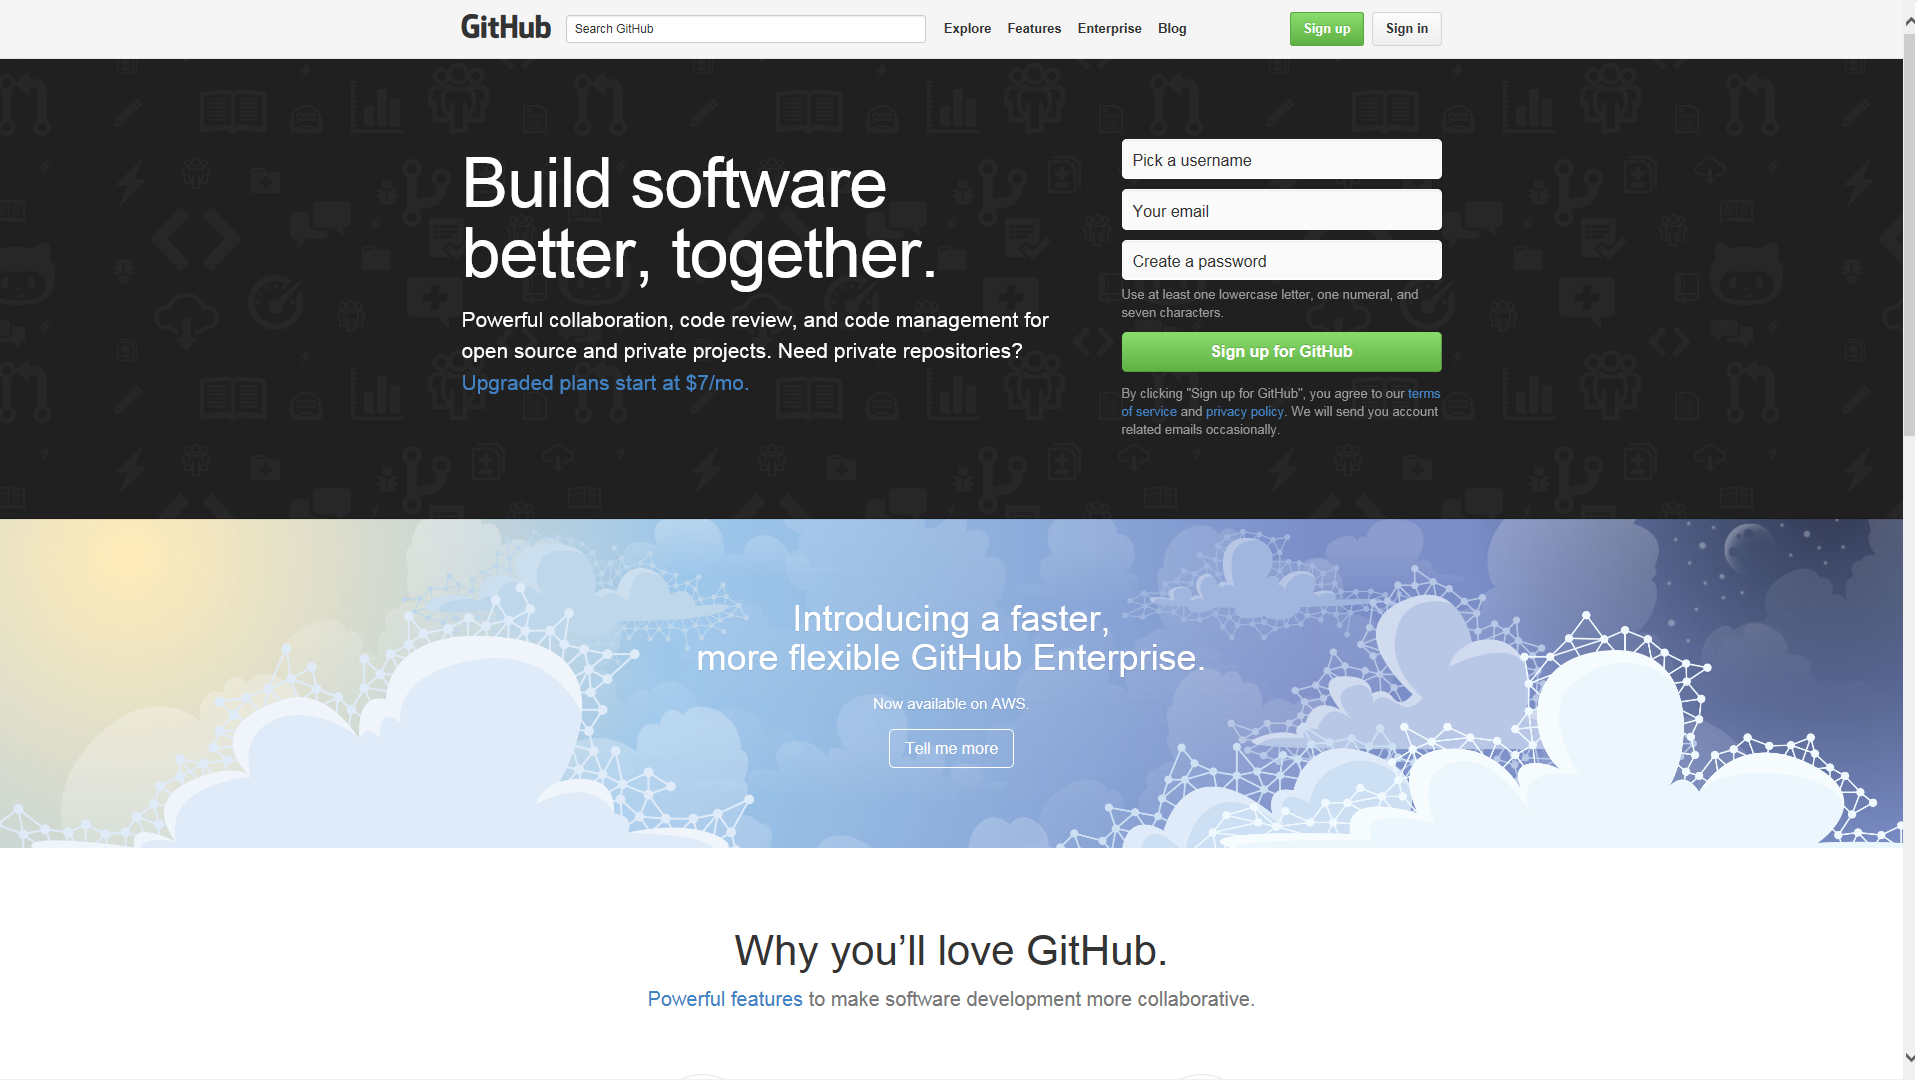 GitHub
Search GitHub
Explore
Features
Enterprise
Blog
Sign up
Sign in
Build software
better, together.
Powerful collaboration, code review, and code management for
open source and private projects. Need private repositories?
Upgraded plans start at $7/mo.
Pick a username
Your email
Create a password
Use at least one lowercase letter, one numeral, and
seven characters.
Sign up for GitHub
By clicking "Sign up for GitHub", you agree to our terms
of service and privacy policy. We will send you account
related emails occasionally.
Introducing a faster,
more flexible GitHub Enterprise.
Now available on AWS.
Tell me more
Why you’ll love GitHub.
Powerful features to make software development more collaborative.